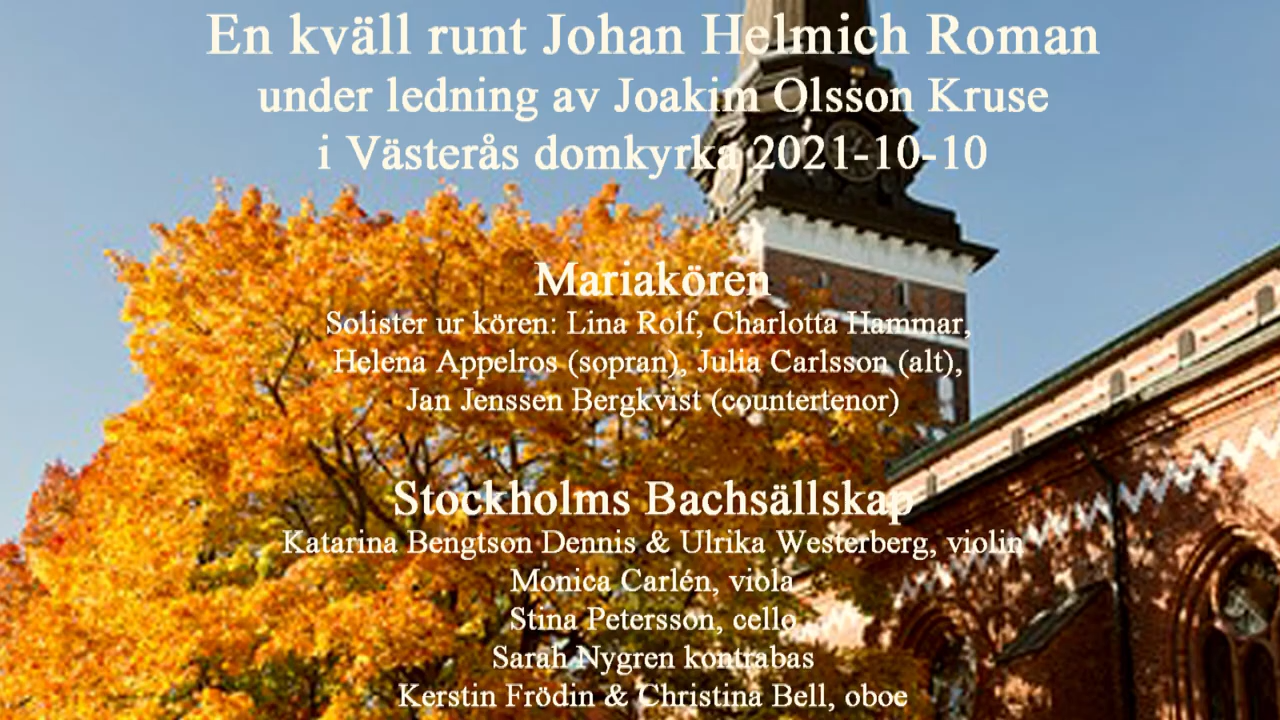 En kväll runt Johan Helmich Roman
under ledning av Joakim Olsson Kruse
i Västerås domkyrka 2021-10-10
Mariakören
Solister ur kören: Lina Rolf, Charlotta Hammar,
Helena Appelros (sopran), Julia Carlsson (alt),
Jan Jenssen Bergkvist (countertenor)
Stockholms Bachsällskap
Katarina Bengtson Dennis & Ulrika Westerberg, violin
Monica Carlén, viola
Stina Petersson, cello
Sarah Nygren kontrabas
Kerstin Frödin & Christina Bell, oboe